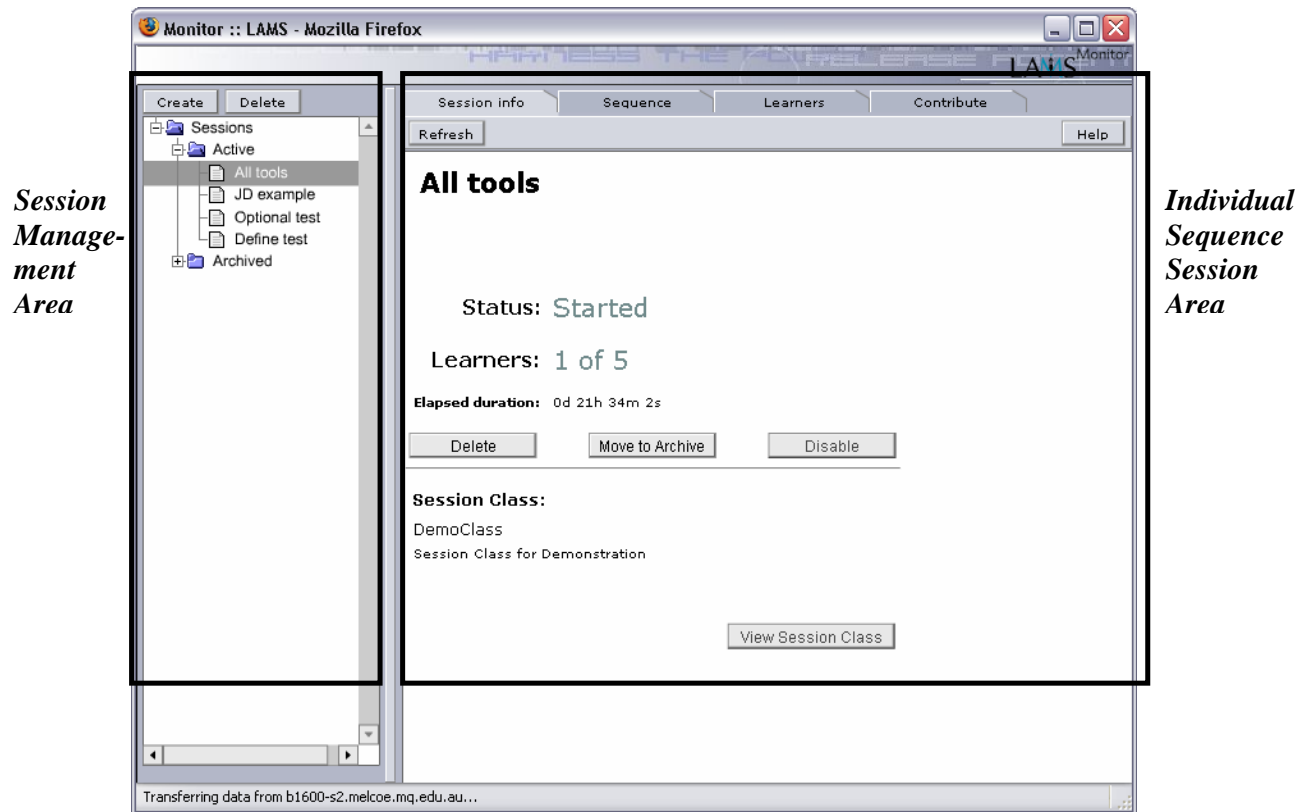 Monitor :: LAMS - Mozilla Firefox
HARNESS THE
LAMS Monitor
Create Delete
Session info Sequence Learners Contribute
Refresh Help
Sessions
Active
All tools
JD example
Optional test
Define test
Archived
Session
Manage-
ment
Area
All tools
Status: Started
Learners: 1 of 5
Elapsed duration: 0d 21h 34m 2s
Delete Move to Archive Disable
Session Class:
DemoClass
Session Class for Demonstration
View Session Class
Individual
Sequence
Session
Area
Transferring data from b1600-s2.melcoe.mq.edu.au...